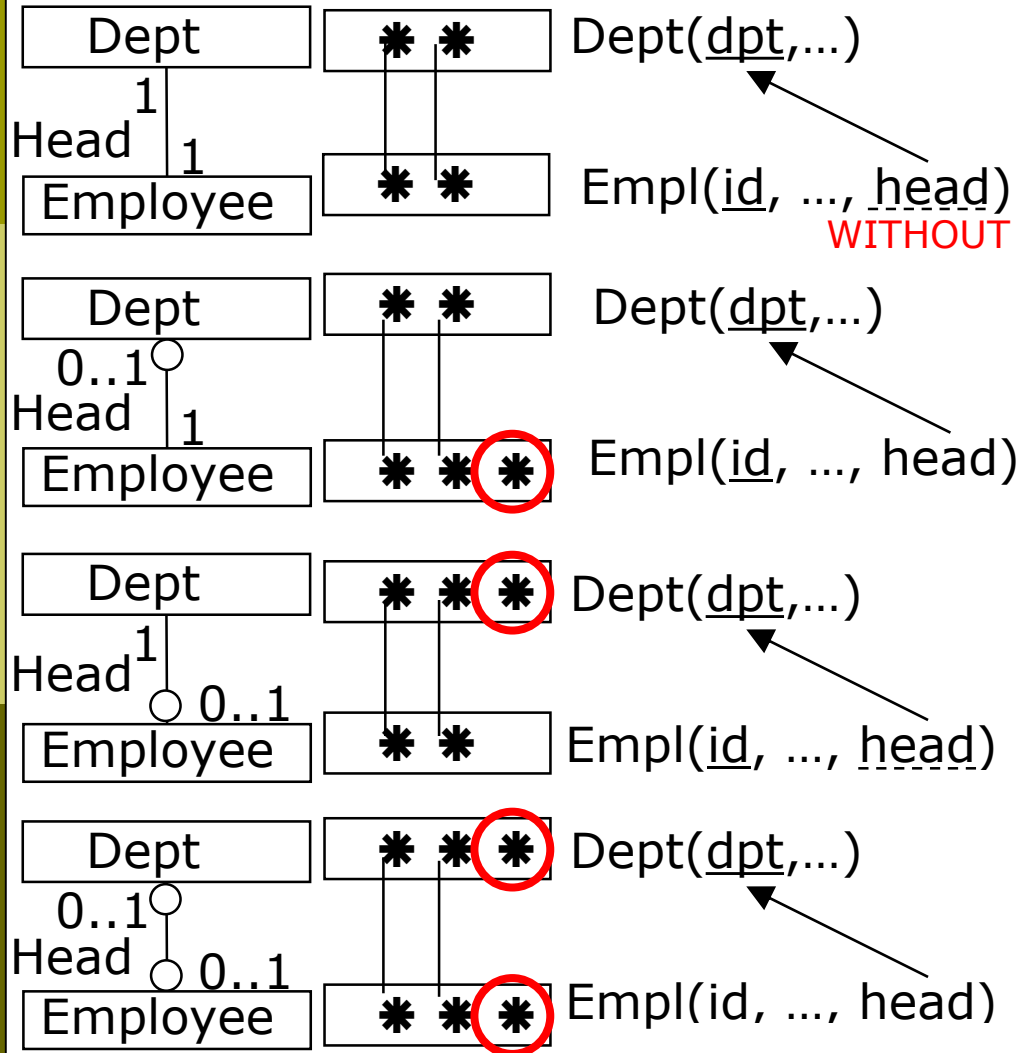 Dept
Dept(dpt,...)
1
Head
1
Employee
Empl(id, ..., head)
WITHOUT
Dept
Dept(dpt,...)
0..1
Head
1
Employee
Empl(id, ..., head)
Dept
Dept(dpt,...)
1
Head
0..1
Employee
Empl(id, ..., head)
Dept
Dept(dpt,...)
0..1
Head
0..1
Employee
Empl(id, ..., head)